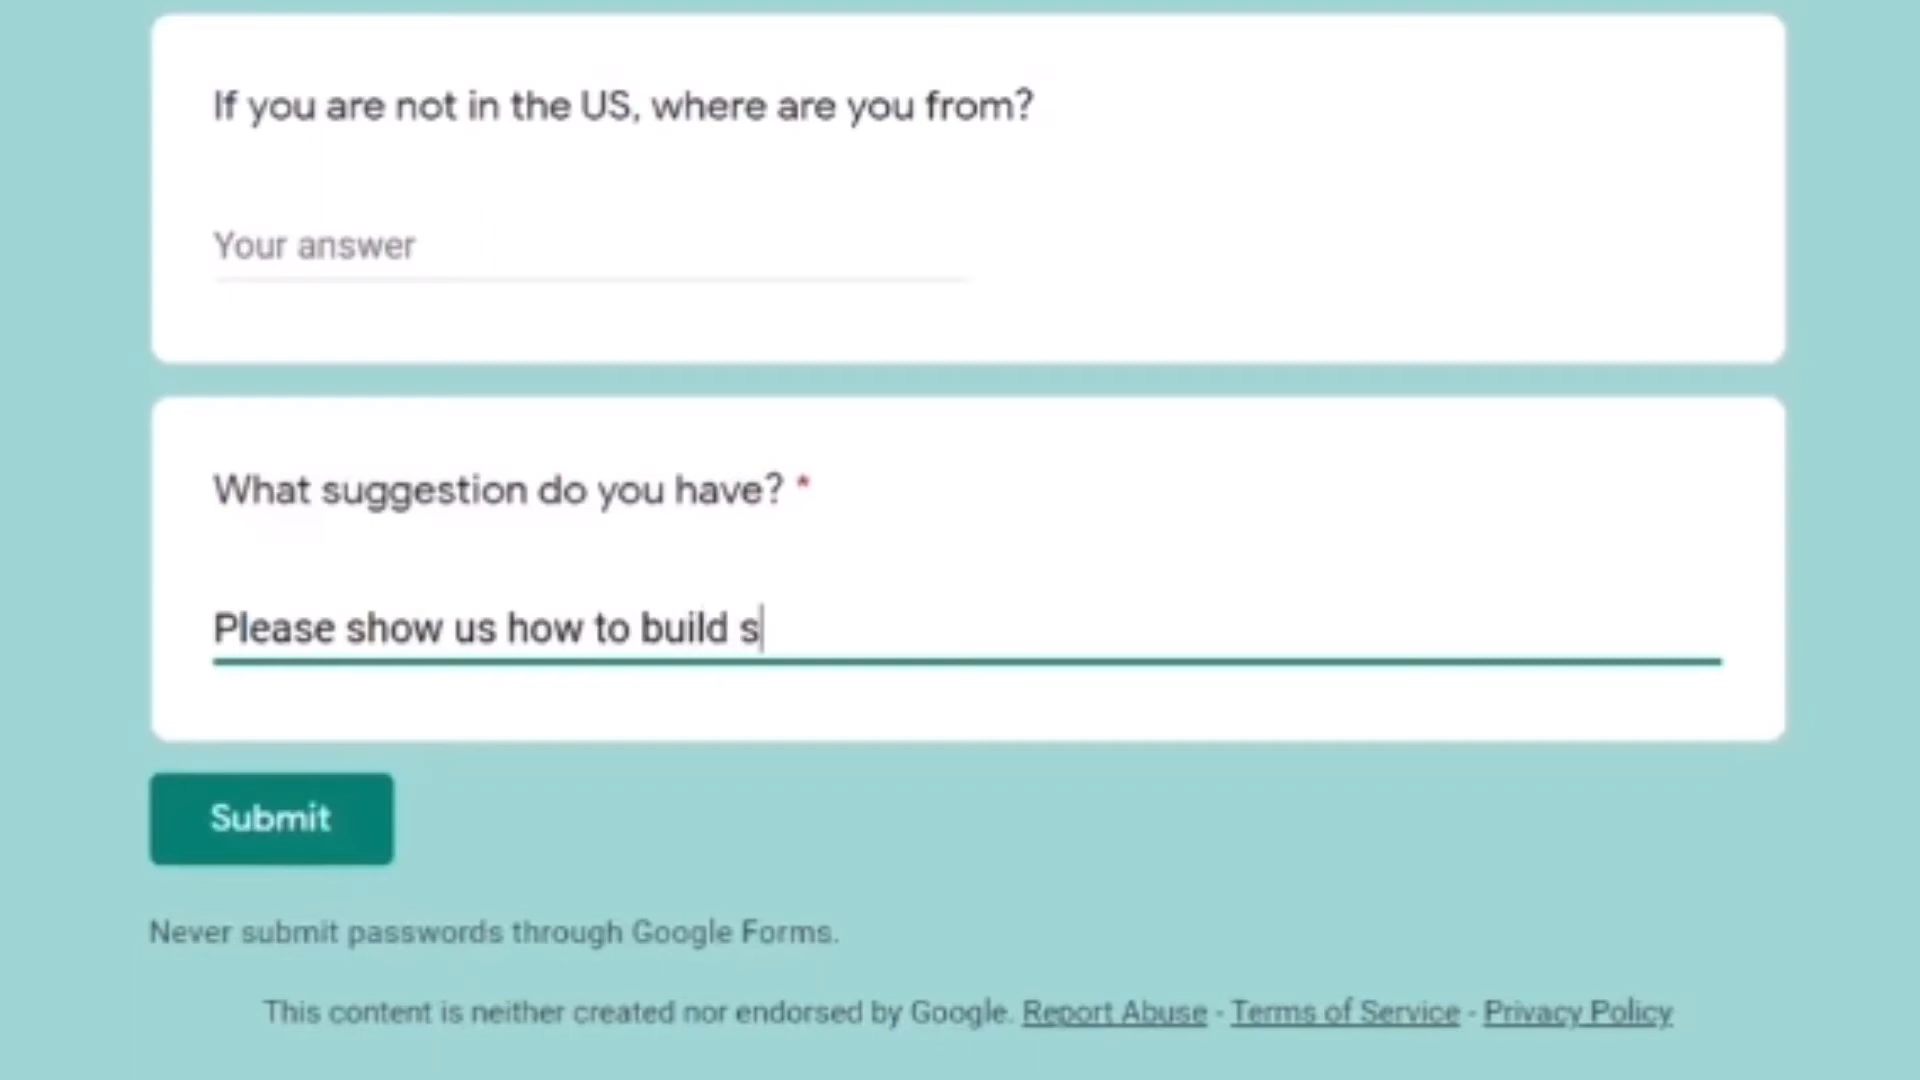 If you are not in the US, where are you from?
Your answer
What suggestion do you have? *
Please show us how to build s
Submit
Never submit passwords through Google Forms.
This content is neither created nor endorsed by Google. Report Abuse - Terms of Service - Privacy Policy